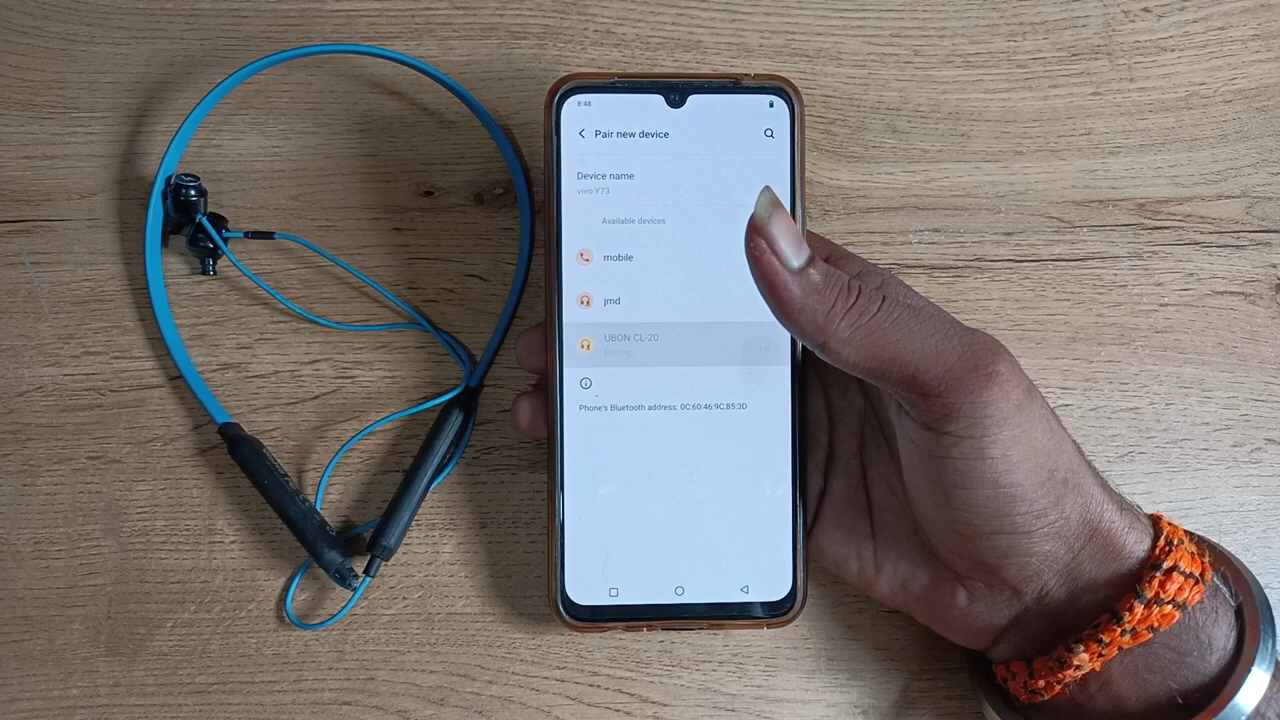 8:48
Pair new device
Device name
vivo Y73
Available devices
mobile
jmd
UBON CL-20
Pairing...
Phone's Bluetooth address: 0C:60:46:9C:85:3D